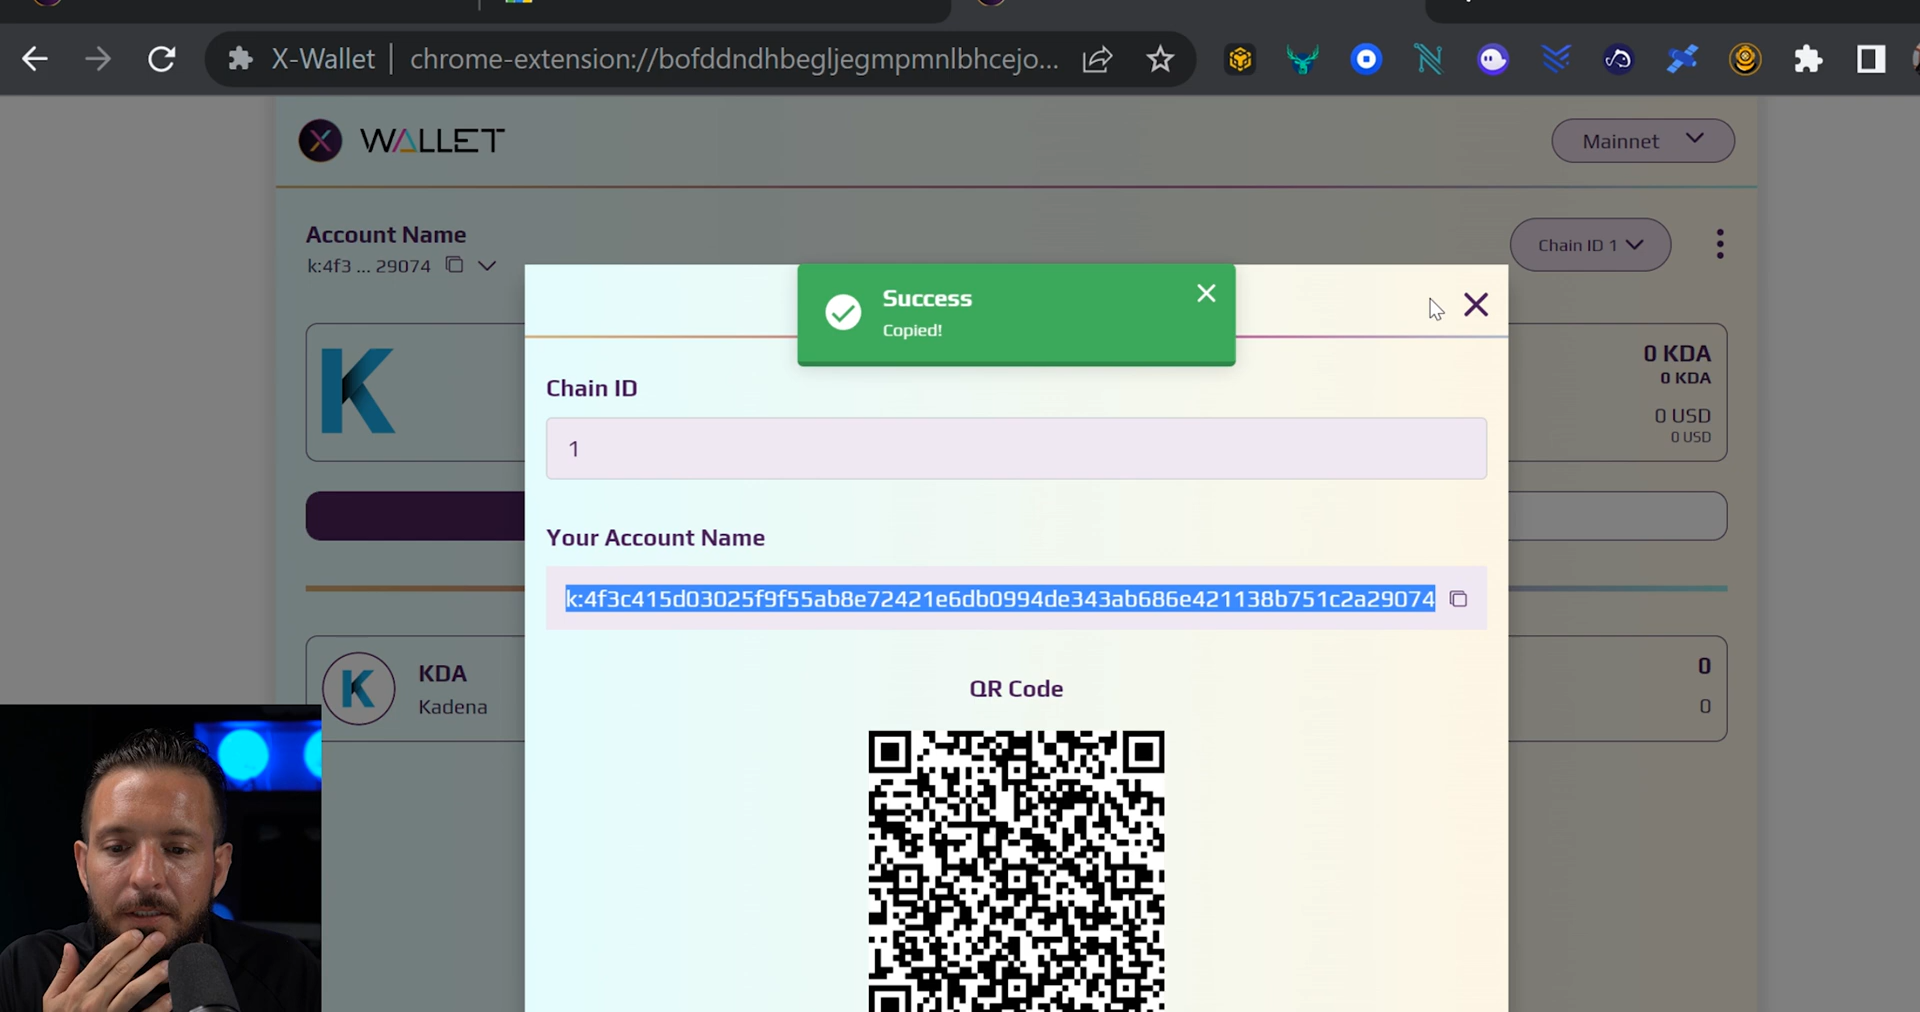 X-Wallet
chrome-extension://bofddndhbegljegmpmnlbhcejo...
X WALLET
Mainnet
Account Name
k:4f3 ... 29074
Chain ID 1
Success
Copied!
0 KDA
0 KDA
0 USD
0 USD
Chain ID
1
Your Account Name
k:4f3c415d03025f9f55ab8e72421e6db0994de343ab686e421138b751c2a29074
QR Code
KDA
Kadena
0
0